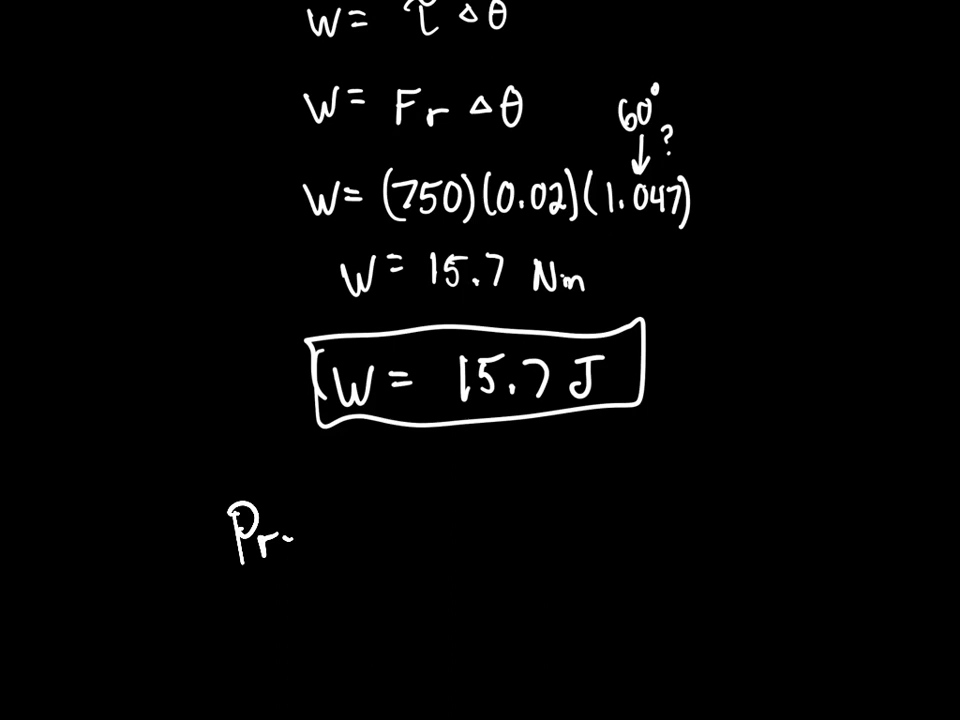 W = τ Δθ
W = Fr Δθ
60°
↓ ?
W = (750)(0.02)(1.047)
W = 15.7 Nm
W = 15.7 J
Pr